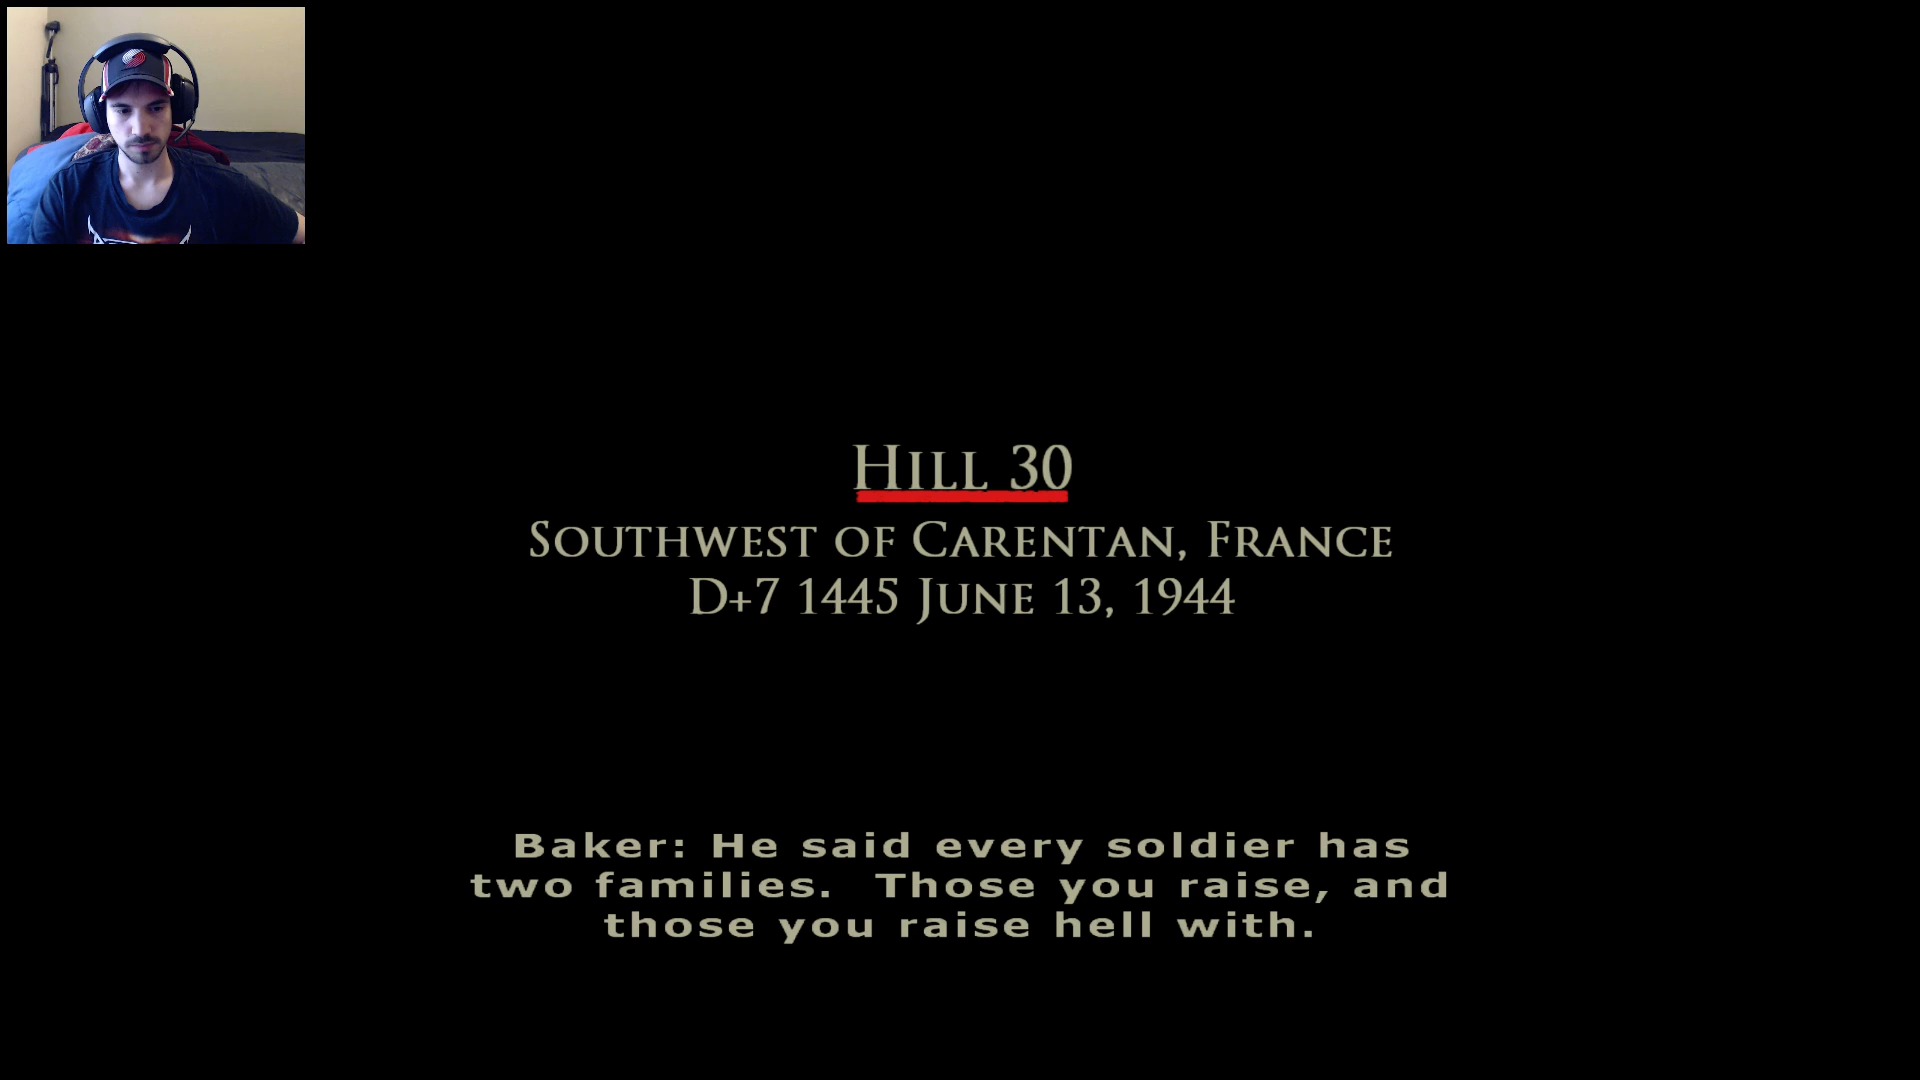 Hill 30
Southwest of Carentan, France
D+7 1445 June 13, 1944
Baker: He said every soldier has
two families.  Those you raise, and
those you raise hell with.